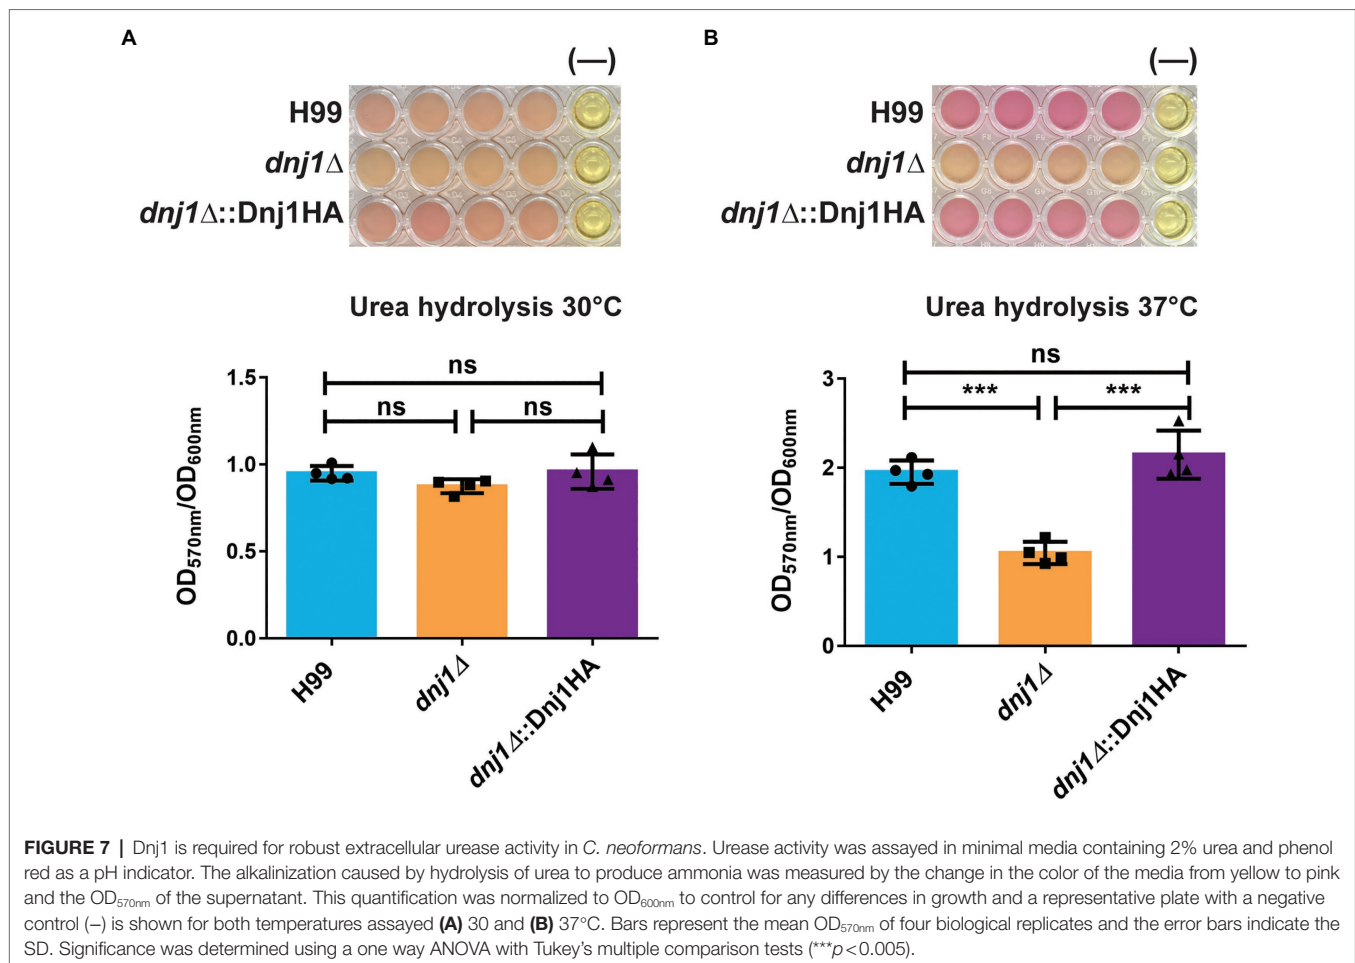 A
(—)
H99
dnj1Δ
dnj1Δ::Dnj1HA
Urea hydrolysis 30°C
ns
ns
ns
1.5
1.0
0.5
0.0
OD570nm/OD600nm
H99
dnj1Δ
dnj1Δ::Dnj1HA
B
(—)
H99
dnj1Δ
dnj1Δ::Dnj1HA
Urea hydrolysis 37°C
ns
***
***
3
2
1
0
OD570nm/OD600nm
H99
dnj1Δ
dnj1Δ::Dnj1HA
FIGURE 7 | Dnj1 is required for robust extracellular urease activity in C. neoformans. Urease activity was assayed in minimal media containing 2% urea and phenol
red as a pH indicator. The alkalinization caused by hydrolysis of urea to produce ammonia was measured by the change in the color of the media from yellow to pink
and the OD570nm of the supernatant. This quantification was normalized to OD600nm to control for any differences in growth and a representative plate with a negative
control (−) is shown for both temperatures assayed (A) 30 and (B) 37°C. Bars represent the mean OD570nm of four biological replicates and the error bars indicate the
SD. Significance was determined using a one way ANOVA with Tukey's multiple comparison tests (***p<0.005).